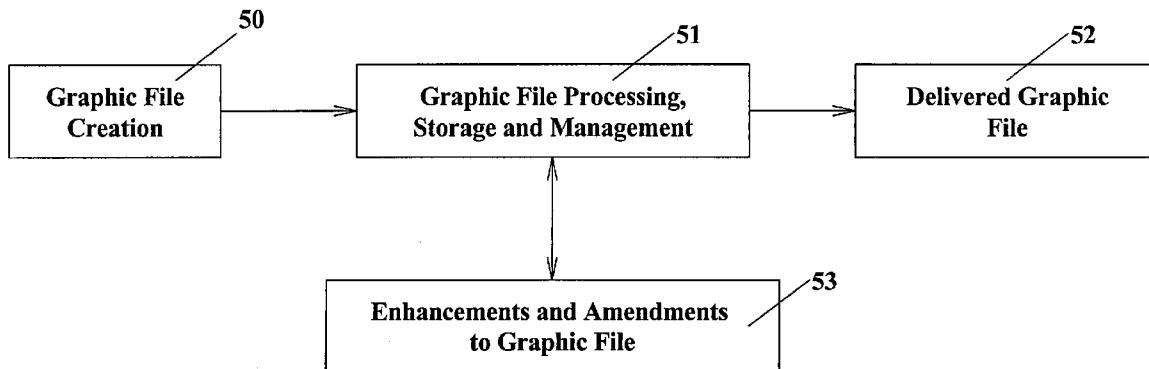 50
51
52
Graphic File
Creation
Graphic File Processing,
Storage and Management
Delivered Graphic
File
53
Enhancements and Amendments
to Graphic File